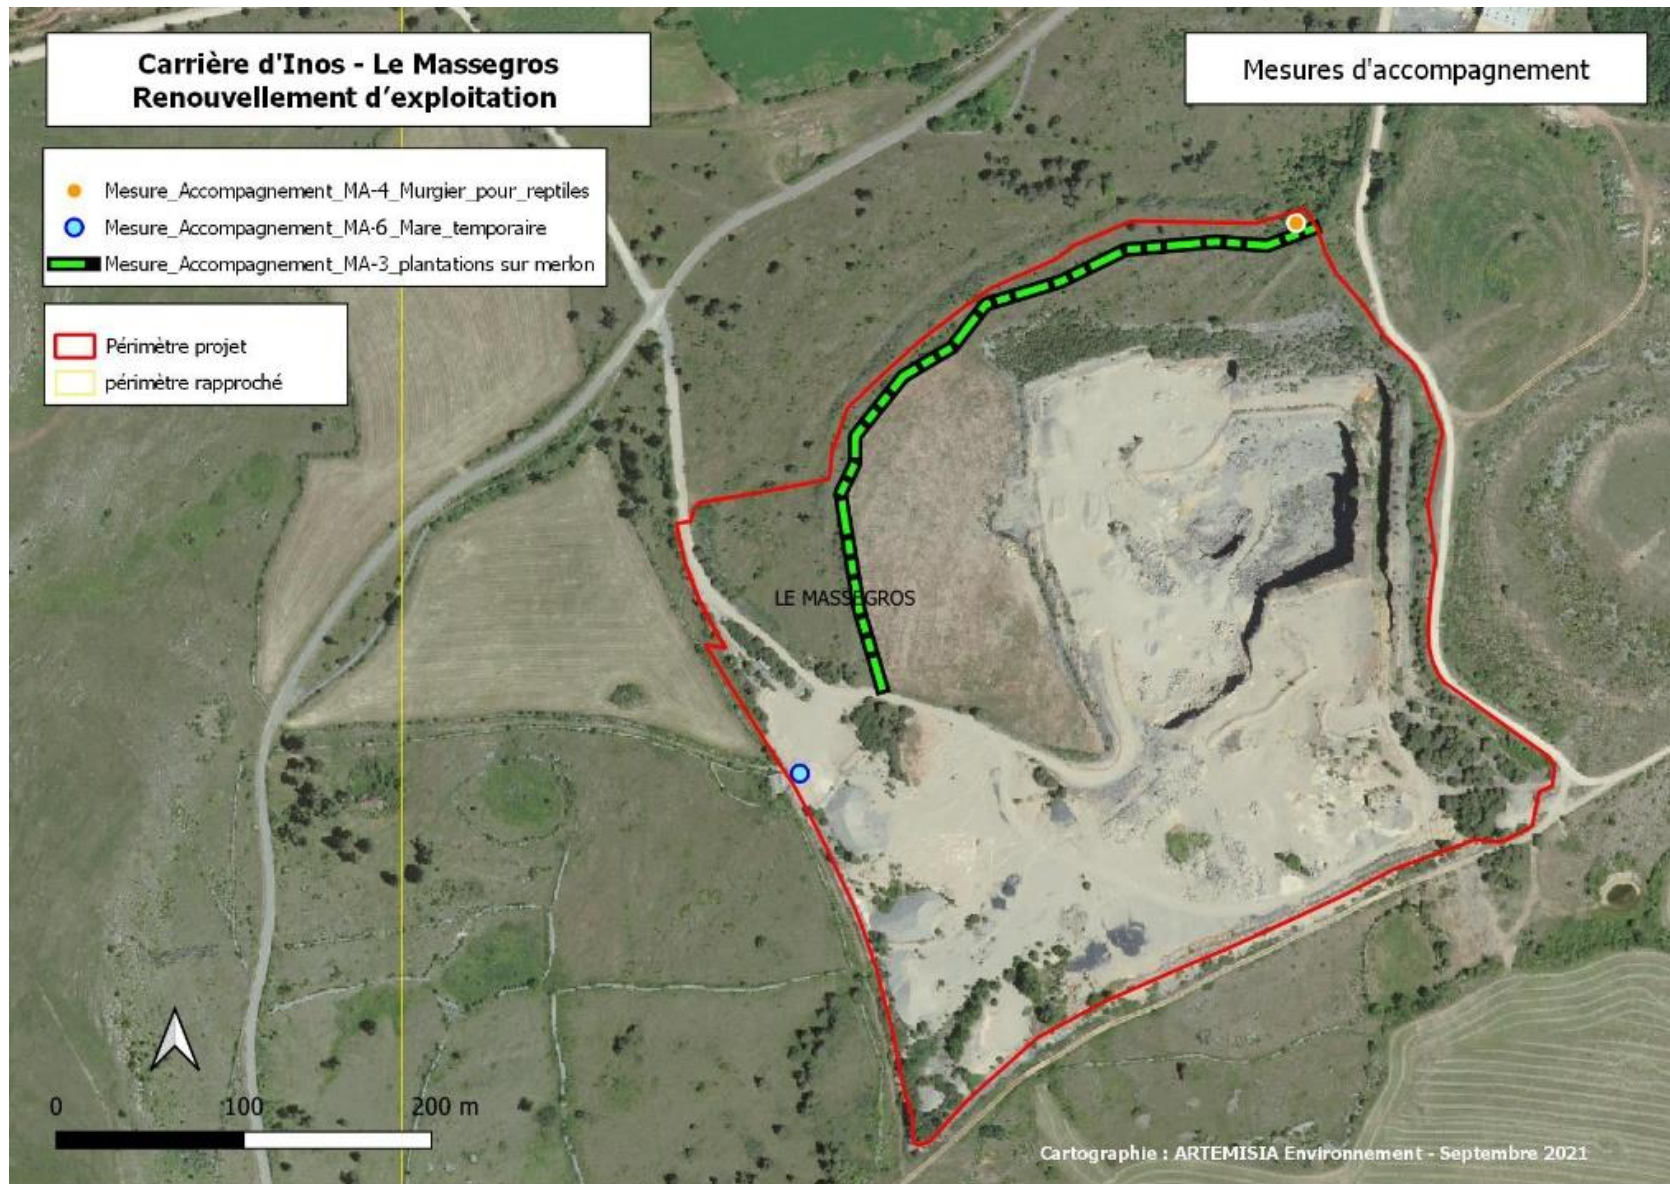 Carrière d'Inos - Le Massegros
Renouvellement d'exploitation
Mesures d'accompagnement
Mesure_Accompagnement_MA-4_Murgier_pour_reptiles
Mesure_Accompagnement_MA-6_Mare_temporaire
Mesure_Accompagnement_MA-3_plantations sur merlon
Périmètre projet
périmètre rapproché
LE MASSEGROS
0 100 200 m
Cartographie : ARTEMISIA Environnement - Septembre 2021